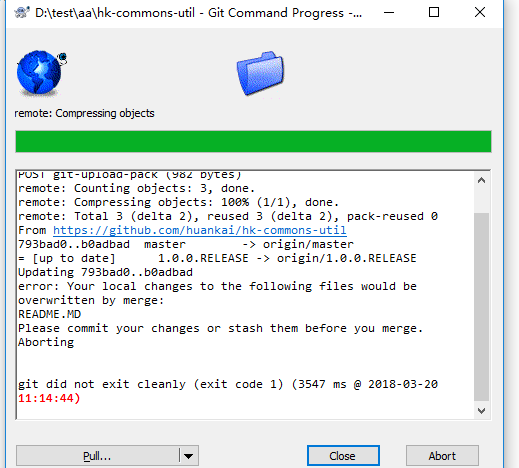 D:\test\aa\hk-commons-util - Git Command Progress -...
remote: Compressing objects
POST git-upload-pack (982 bytes)
remote: Counting objects: 3, done.
remote: Compressing objects: 100% (1/1), done.
remote: Total 3 (delta 2), reused 3 (delta 2), pack-reused 0
From https://github.com/huankai/hk-commons-util
793bad0..b0adbad  master        -> origin/master
= [up to date]      1.0.0.RELEASE -> origin/1.0.0.RELEASE
Updating 793bad0..b0adbad
error: Your local changes to the following files would be
overwritten by merge:
README.MD
Please commit your changes or stash them before you merge.
Aborting
git did not exit cleanly (exit code 1) (3547 ms @ 2018-03-20
11:14:44)
Pull...
Close
Abort